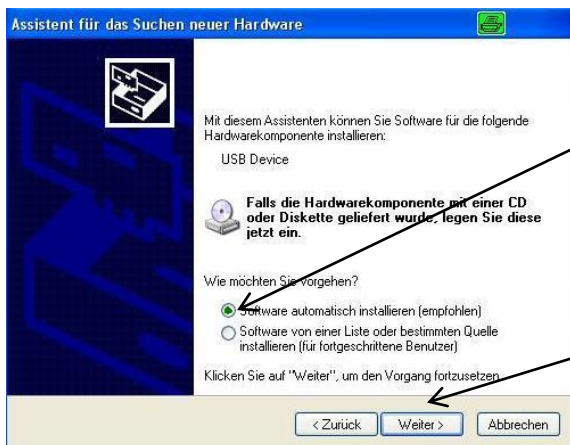 Assistent für das Suchen neuer Hardware
Mit diesem Assistenten können Sie Software für die folgende
Hardwarekomponente installieren:
USB Device
Falls die Hardwarekomponente mit einer CD
oder Diskette geliefert wurde, legen Sie diese
jetzt ein.
Wie möchten Sie vorgehen?
Software automatisch installieren (empfohlen)
Software von einer Liste oder bestimmten Quelle
installieren (für fortgeschrittene Benutzer)
Klicken Sie auf "Weiter", um den Vorgang fortzusetzen.
< Zurück Weiter > Abbrechen